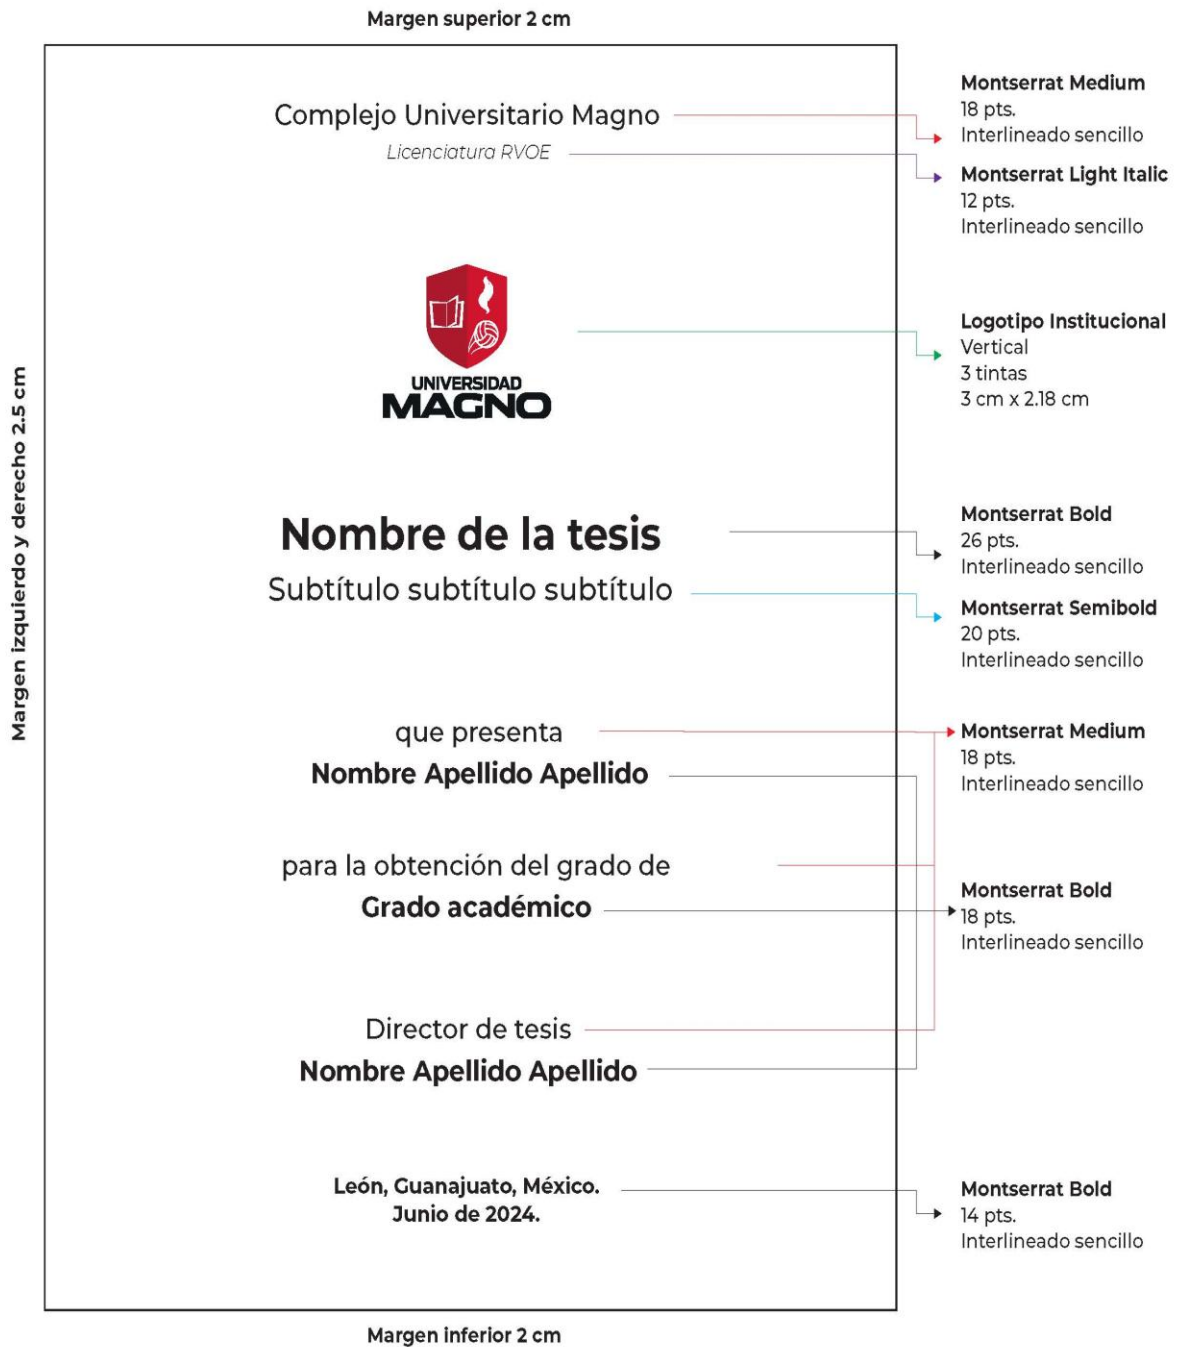 Margen superior 2 cm
Margen izquierdo y derecho 2.5 cm
Complejo Universitario Magno
Licenciatura RVOE
Montserrat Medium
18 pts.
Interlineado sencillo
Montserrat Light Italic
12 pts.
Interlineado sencillo
UNIVERSIDAD
MAGNO
Logotipo Institucional
Vertical
3 tintas
3 cm x 2.18 cm
Nombre de la tesis
Subtítulo subtítulo subtítulo
Montserrat Bold
26 pts.
Interlineado sencillo
Montserrat Semibold
20 pts.
Interlineado sencillo
que presenta
Nombre Apellido Apellido
Montserrat Medium
18 pts.
Interlineado sencillo
para la obtención del grado de
Grado académico
Montserrat Bold
18 pts.
Interlineado sencillo
Director de tesis
Nombre Apellido Apellido
León, Guanajuato, México.
Junio de 2024.
Montserrat Bold
14 pts.
Interlineado sencillo
Margen inferior 2 cm